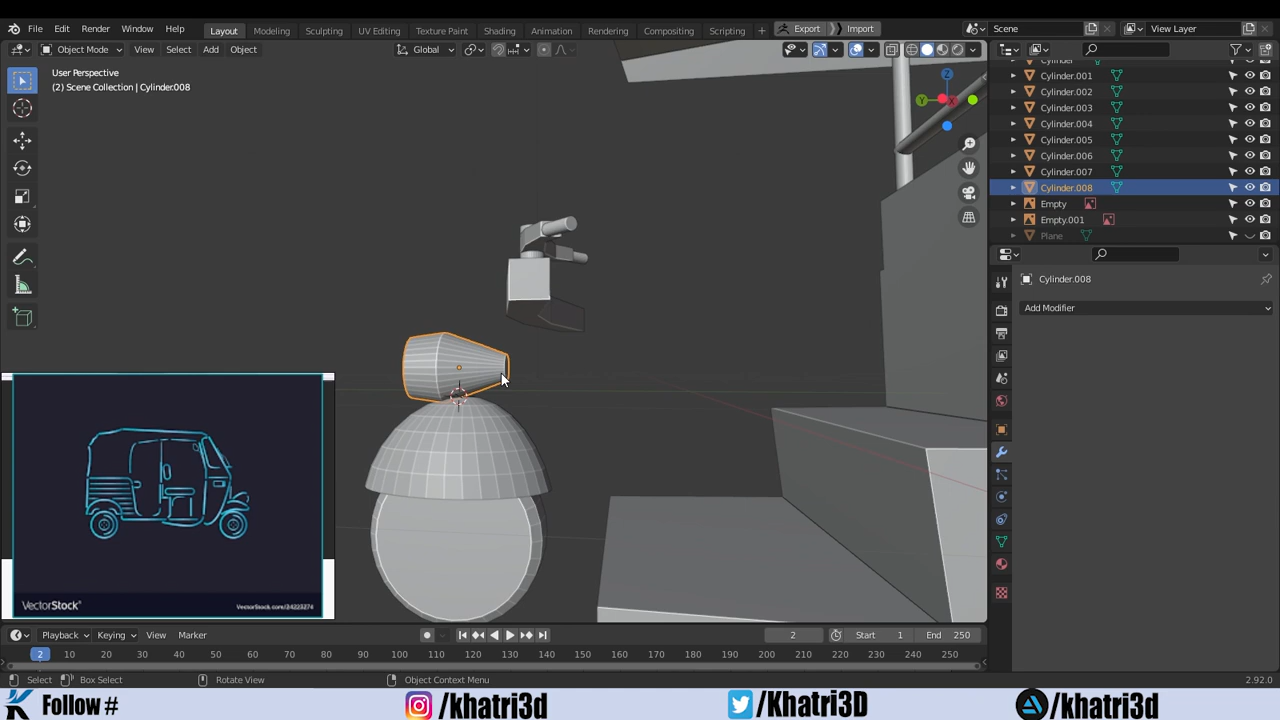 File Edit Render Window Help Layout Modeling Sculpting UV Editing Texture Paint Shading Animation Rendering Compositing Scripting + Export Import Scene View Layer
Object Mode View Select Add Object Global
User Perspective
(2) Scene Collection | Cylinder.008
Cylinder
Cylinder.001
Cylinder.002
Cylinder.003
Cylinder.004
Cylinder.005
Cylinder.006
Cylinder.007
Cylinder.008
Empty
Empty.001
Plane
Cylinder.008
Add Modifier
Z
Y
X
VectorStock®
VectorStock.com/24223274
Playback Keying View Marker 2 Start 1 End 250
2 10 20 30 40 50 60 70 80 90 100 110 120 130 140 150 160 170 180 190 200 210 220 230 240 250
Select Box Select Rotate View Object Context Menu 2.92.0
Follow # /khatri3d /Khatri3D /khatri3d